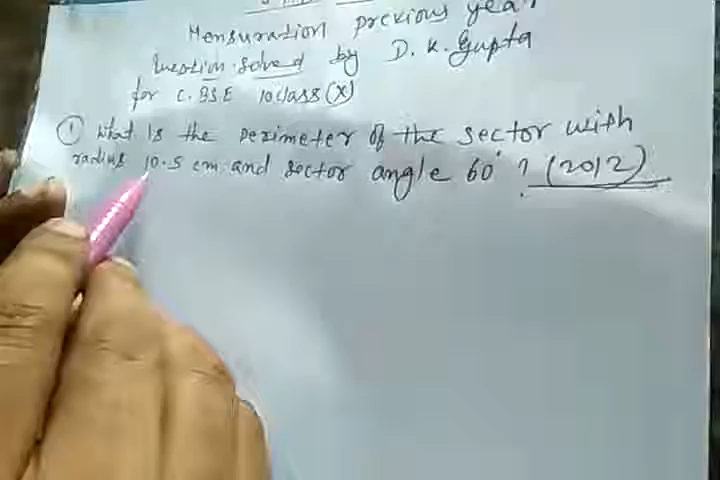 Mensuration previous year
Question solved by D. K. Gupta
for C.BSE 10class (X)
① What Is the perimeter of the sector with
radius 10.5 cm and sector angle 60° ? (2012)